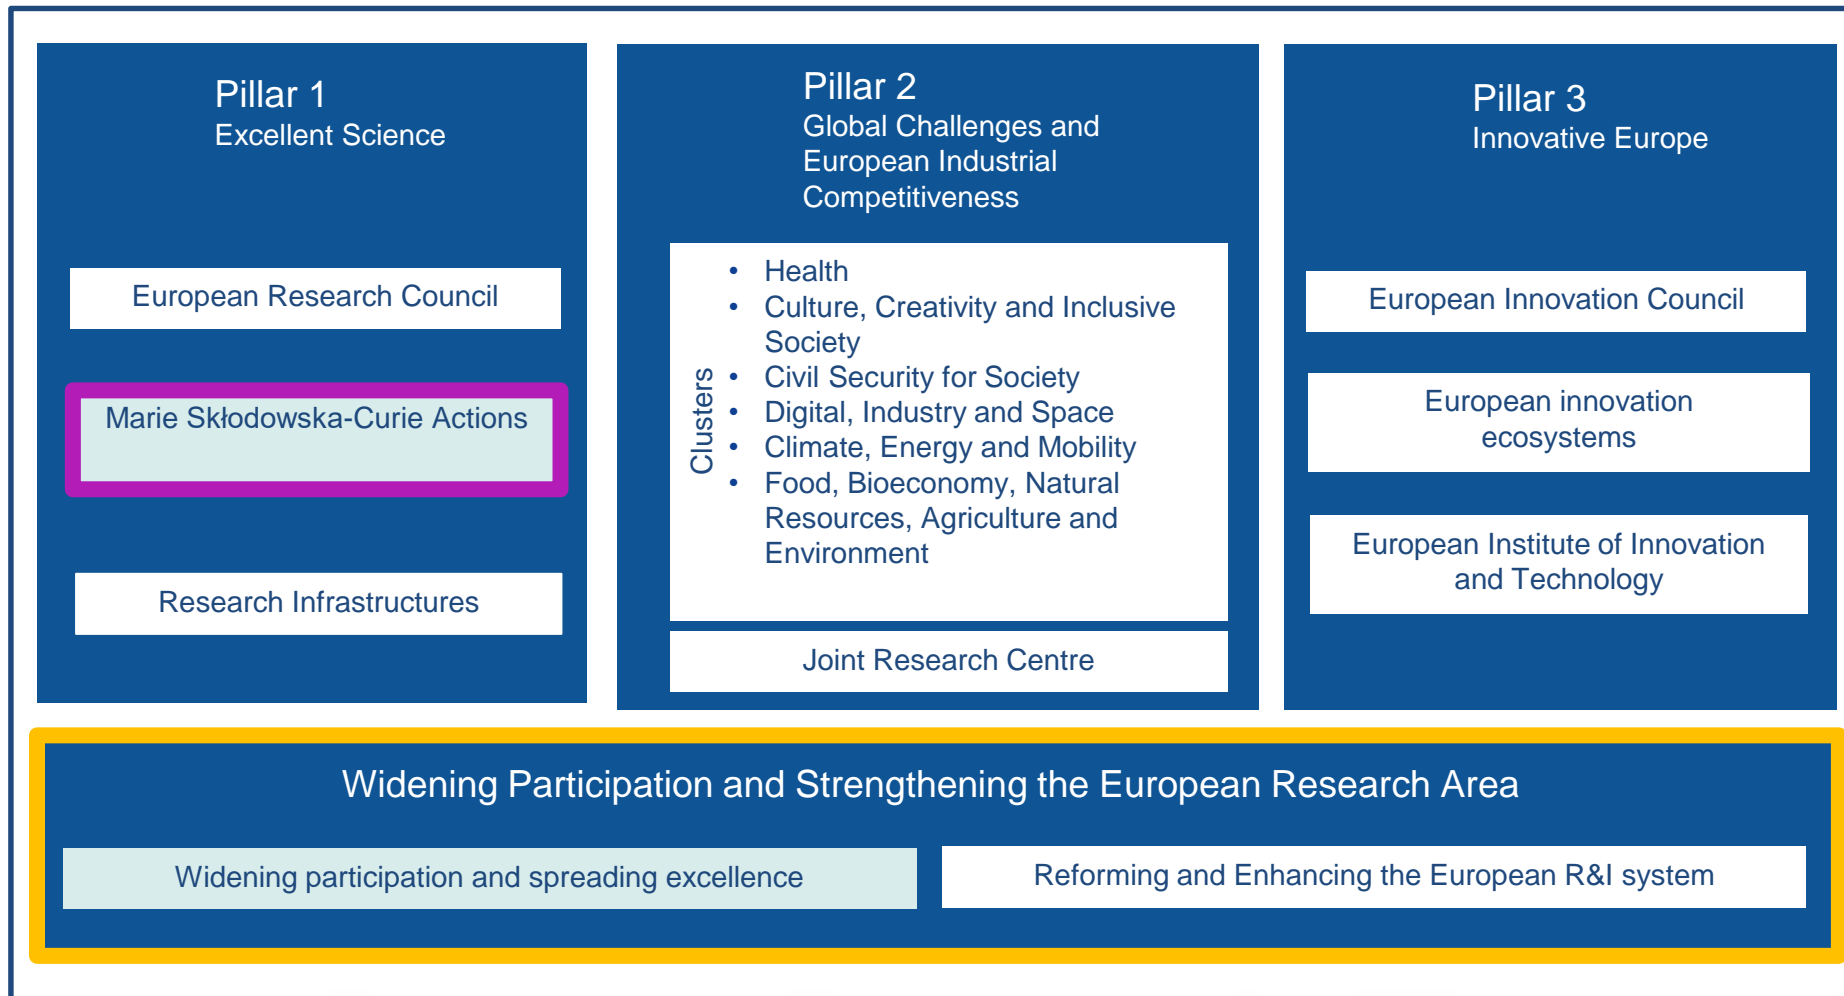 Pillar 1
Excellent Science
European Research Council
Marie Skłodowska-Curie Actions
Research Infrastructures
Pillar 2
Global Challenges and
European Industrial
Competitiveness
Clusters
• Health
• Culture, Creativity and Inclusive
Society
• Civil Security for Society
• Digital, Industry and Space
• Climate, Energy and Mobility
• Food, Bioeconomy, Natural
Resources, Agriculture and
Environment
Joint Research Centre
Pillar 3
Innovative Europe
European Innovation Council
European innovation
ecosystems
European Institute of Innovation
and Technology
Widening Participation and Strengthening the European Research Area
Widening participation and spreading excellence
Reforming and Enhancing the European R&I system